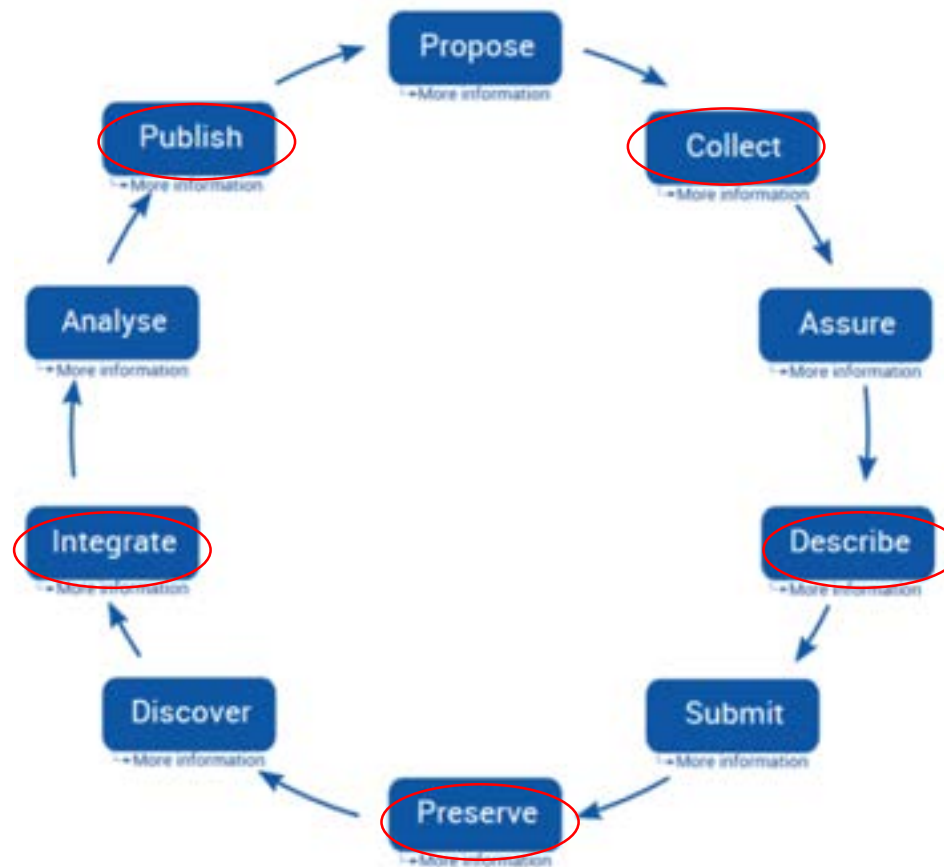 Propose
More information
Collect
More information
Assure
More information
Describe
More information
Submit
More information
Preserve
More information
Discover
More information
Integrate
More information
Analyse
More information
Publish
More information